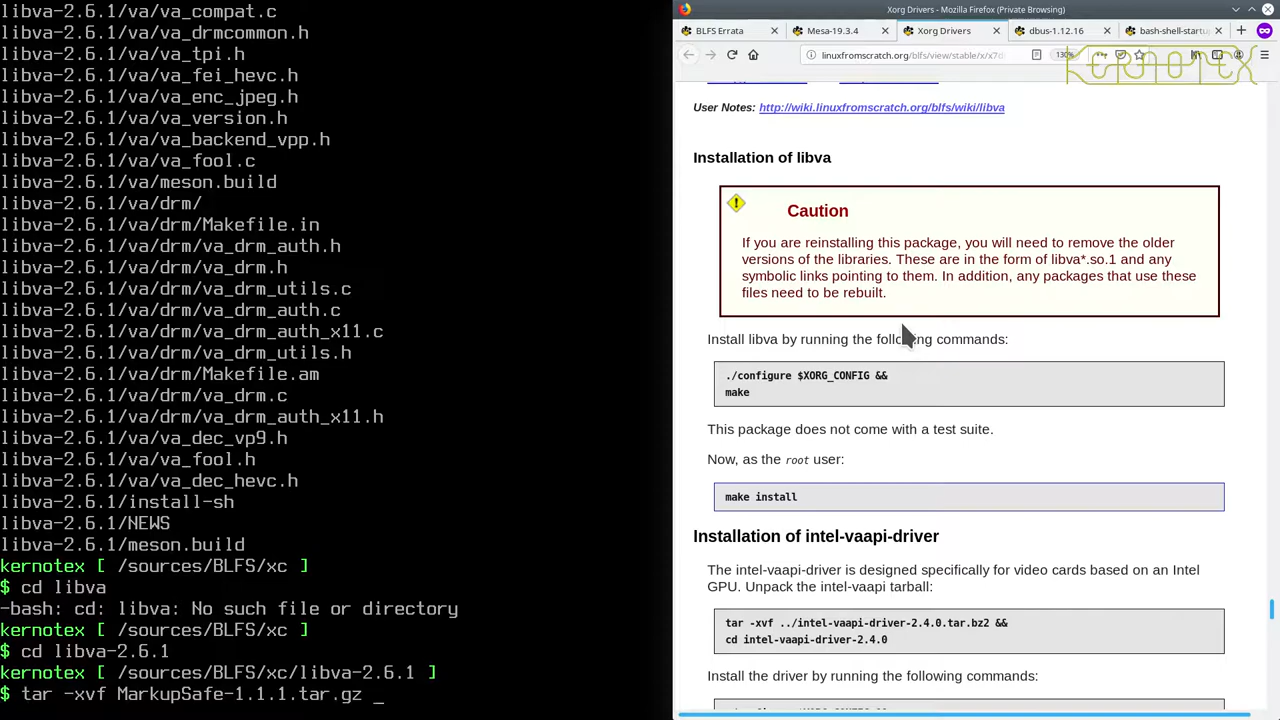 libva-2.6.1/va/va_compat.c
libva-2.6.1/va/va_drmcommon.h
libva-2.6.1/va/va_tpi.h
libva-2.6.1/va/va_fei_hevc.h
libva-2.6.1/va/va_enc_jpeg.h
libva-2.6.1/va/va_version.h
libva-2.6.1/va/va_backend_vpp.h
libva-2.6.1/va/va_fool.c
libva-2.6.1/va/meson.build
libva-2.6.1/va/drm/
libva-2.6.1/va/drm/Makefile.in
libva-2.6.1/va/drm/va_drm_auth.h
libva-2.6.1/va/drm/va_drm.h
libva-2.6.1/va/drm/va_drm_utils.c
libva-2.6.1/va/drm/va_drm_auth.c
libva-2.6.1/va/drm/va_drm_auth_x11.c
libva-2.6.1/va/drm/va_drm_utils.h
libva-2.6.1/va/drm/Makefile.am
libva-2.6.1/va/drm/va_drm.c
libva-2.6.1/va/drm/va_drm_auth_x11.h
libva-2.6.1/va/va_dec_vp9.h
libva-2.6.1/va/va_fool.h
libva-2.6.1/va/va_dec_hevc.h
libva-2.6.1/install-sh
libva-2.6.1/NEWS
libva-2.6.1/meson.build
kernotex [ /sources/BLFS/xc ]
$ cd libva
-bash: cd: libva: No such file or directory
kernotex [ /sources/BLFS/xc ]
$ cd libva-2.6.1
kernotex [ /sources/BLFS/xc/libva-2.6.1 ]
$ tar -xvf MarkupSafe-1.1.1.tar.gz _
Xorg Drivers - Mozilla Firefox (Private Browsing)
BLFS Errata
Mesa-19.3.4
Xorg Drivers
dbus-1.12.16
bash-shell-startu
linuxfromscratch.org/blfs/view/stable/x/x7d
130%
KERNOTEX
User Notes: http://wiki.linuxfromscratch.org/blfs/wiki/libva
Installation of libva
Caution
If you are reinstalling this package, you will need to remove the older
versions of the libraries. These are in the form of libva*.so.1 and any
symbolic links pointing to them. In addition, any packages that use these
files need to be rebuilt.
Install libva by running the following commands:
./configure $XORG_CONFIG &&
make
This package does not come with a test suite.
Now, as the root user:
make install
Installation of intel-vaapi-driver
The intel-vaapi-driver is designed specifically for video cards based on an Intel
GPU. Unpack the intel-vaapi tarball:
tar -xvf ../intel-vaapi-driver-2.4.0.tar.bz2 &&
cd intel-vaapi-driver-2.4.0
Install the driver by running the following commands: